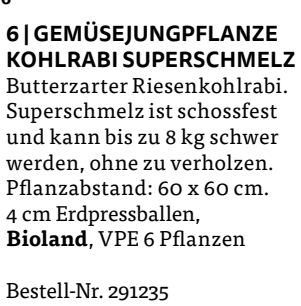 6 | GEMÜSEJUNGPFLANZE
KOHLRABI SUPERSCHMELZ
Butterzarter Riesenkohlrabi.
Superschmelz ist schossfest
und kann bis zu 8 kg schwer
werden, ohne zu verholzen.
Pflanzabstand: 60 x 60 cm.
4 cm Erdpressballen,
Bioland, VPE 6 Pflanzen
Bestell-Nr. 291235